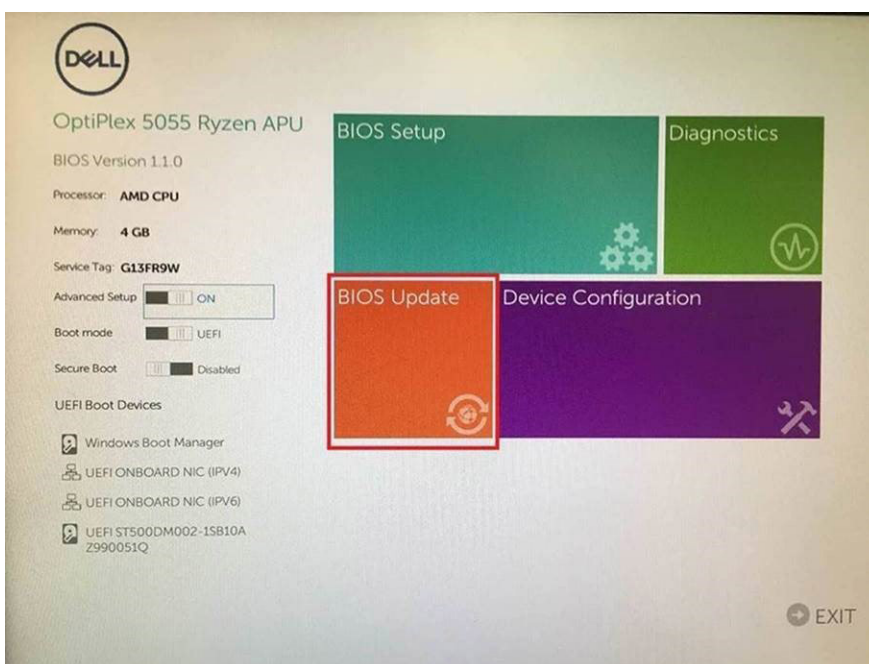 DELL
OptiPlex 5055 Ryzen APU
BIOS Version 1.1.0
Processor: AMD CPU
Memory: 4 GB
Service Tag: G13FR9W
Advanced Setup ON
Boot mode UEFI
Secure Boot Disabled
UEFI Boot Devices
Windows Boot Manager
UEFI ONBOARD NIC (IPV4)
UEFI ONBOARD NIC (IPV6)
UEFI ST500DM002-1SB10A
Z990051Q
BIOS Setup
Diagnostics
BIOS Update
Device Configuration
EXIT